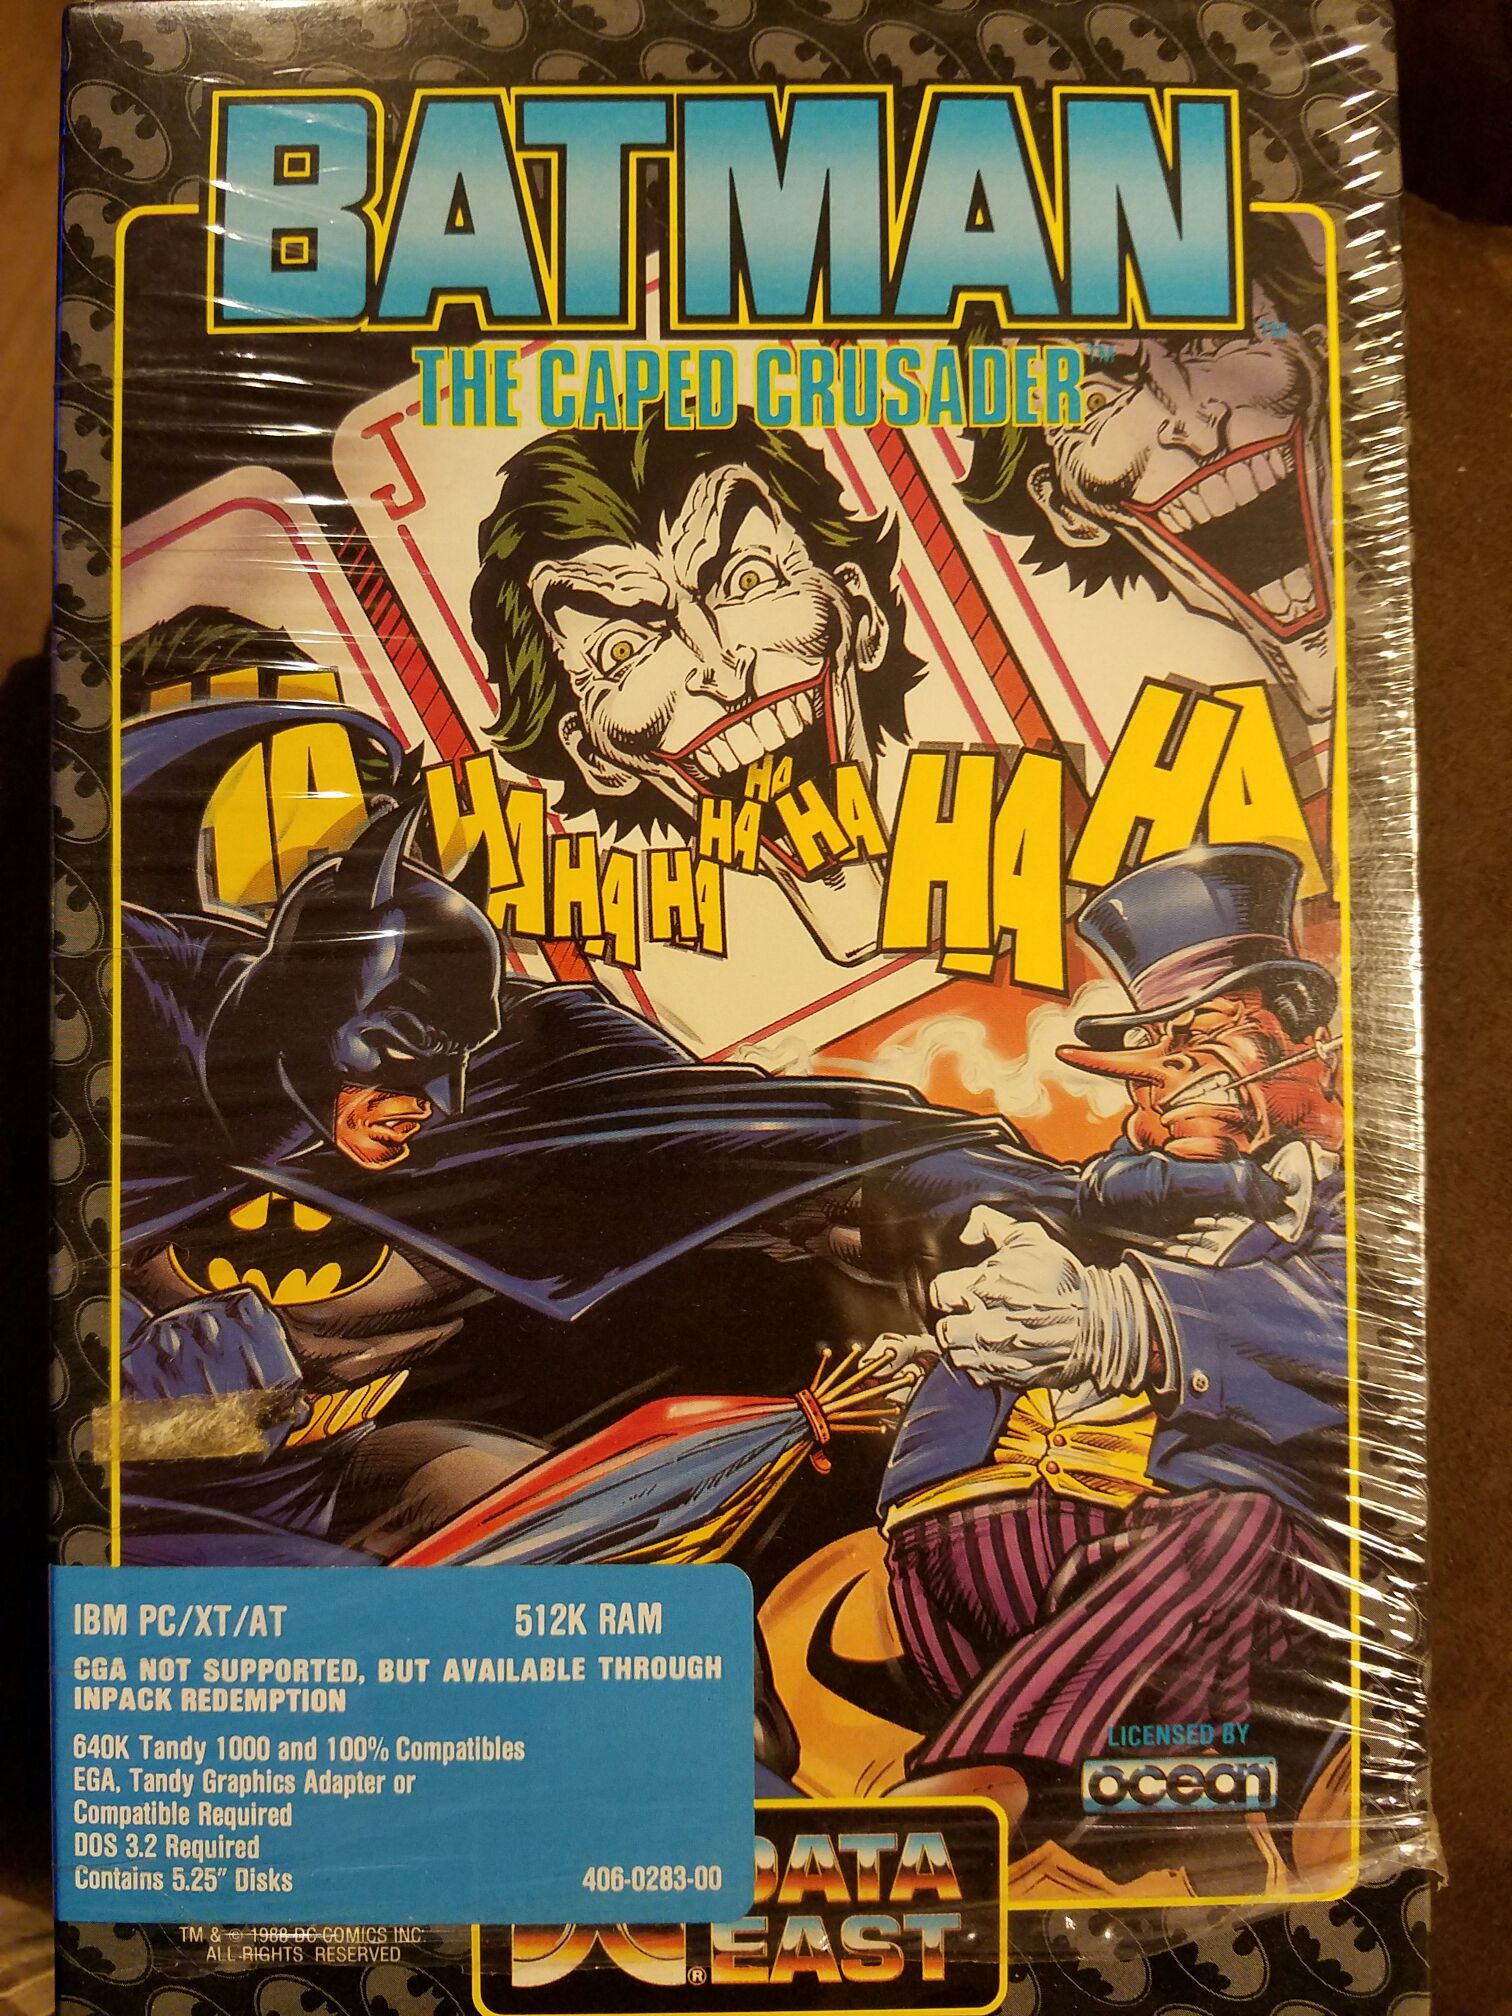 BATMAN
TM
THE CAPED CRUSADER TM
J
HA
HA HA HA HA HA HA HA HA
IBM PC/XT/AT 512K RAM
CGA NOT SUPPORTED, BUT AVAILABLE THROUGH
INPACK REDEMPTION
640K Tandy 1000 and 100% Compatibles
EGA, Tandy Graphics Adapter or
Compatible Required
DOS 3.2 Required
Contains 5.25" Disks 406-0283-00
LICENSED BY
ocean
DATA
EAST
®
TM & © 1988 DC COMICS INC.
ALL RIGHTS RESERVED